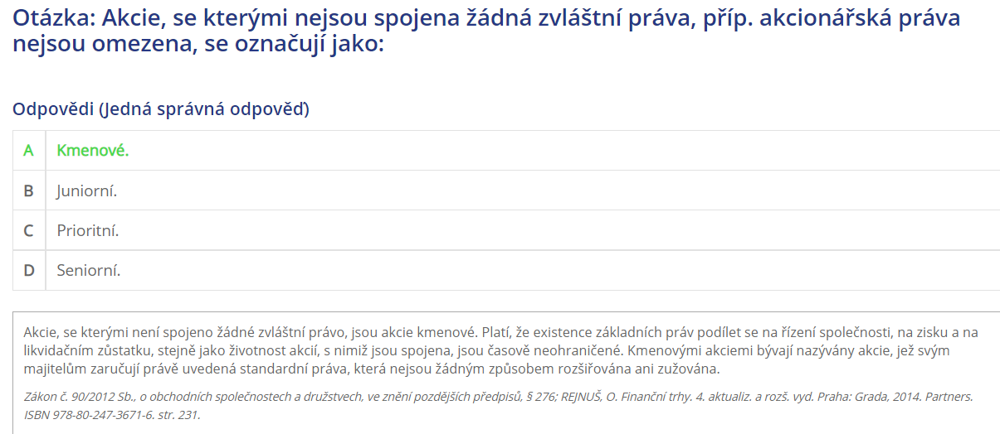 Otázka: Akcie, se kterými nejsou spojena žádná zvláštní práva, příp. akcionářská práva
nejsou omezena, se označují jako:
Odpovědi (Jedná správná odpověď)
A Kmenové.
B Juniorní.
C Prioritní.
D Seniorní.
Akcie, se kterými není spojeno žádné zvláštní právo, jsou akcie kmenové. Platí, že existence základních práv podílet se na řízení společnosti, na zisku a na
likvidačním zůstatku, stejně jako životnost akcií, s nimiž jsou spojena, jsou časově neohraničené. Kmenovými akciemi bývají nazývány akcie, jež svým
majitelům zaručují právě uvedená standardní práva, která nejsou žádným způsobem rozšiřována ani zužována.
Zákon č. 90/2012 Sb., o obchodních společnostech a družstvech, ve znění pozdějších předpisů, § 276; REJNUŠ, O. Finanční trhy. 4. aktualiz. a rozš. vyd. Praha: Grada, 2014. Partners.
ISBN 978-80-247-3671-6. str. 231.